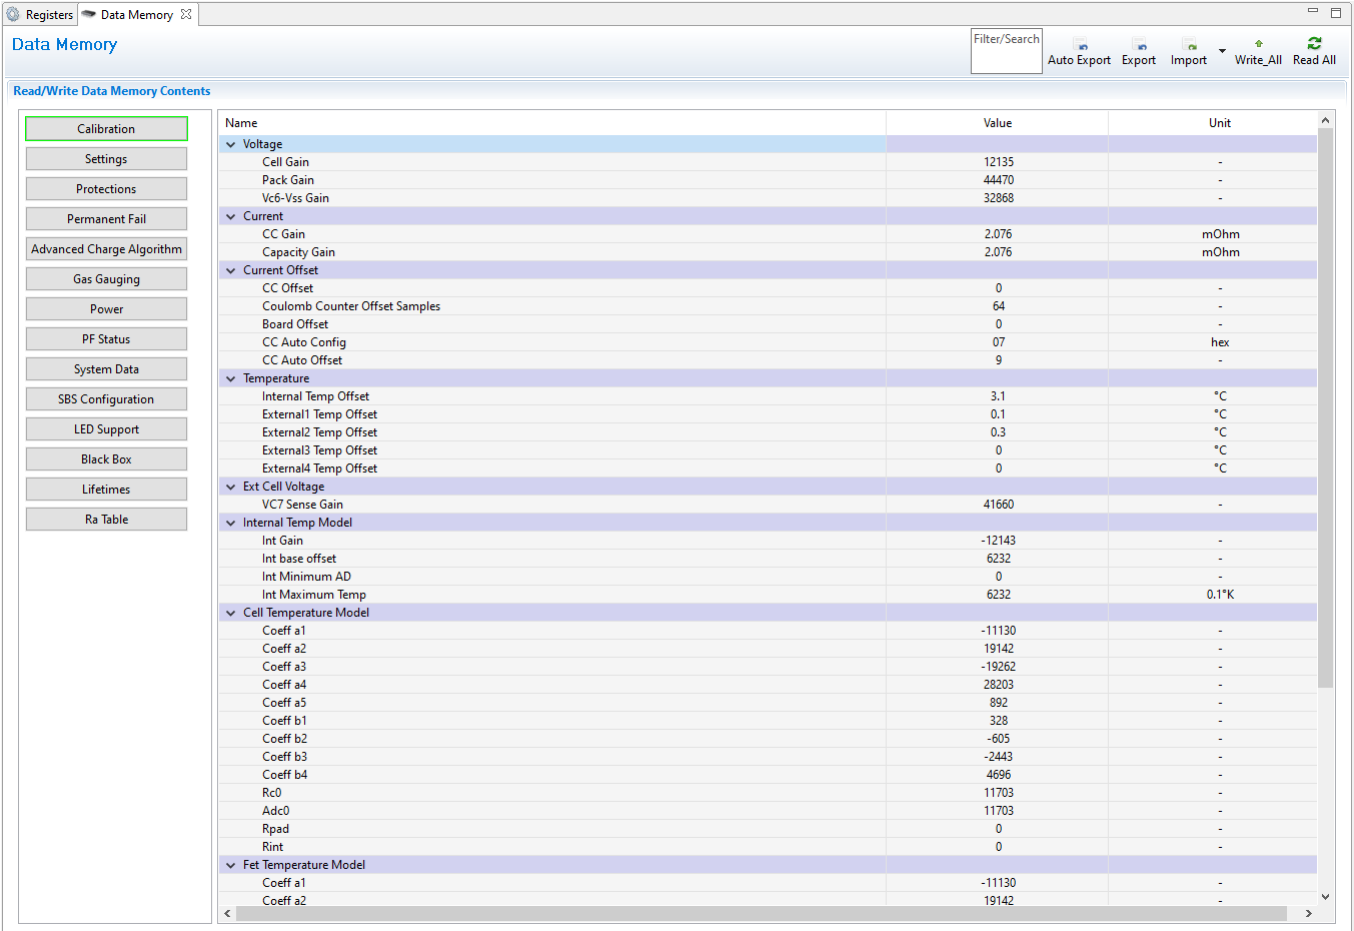 Registers Data Memory
Data Memory
Filter/Search Auto Export Export Import Write_All Read All
Read/Write Data Memory Contents
Calibration
Settings
Protections
Permanent Fail
Advanced Charge Algorithm
Gas Gauging
Power
PF Status
System Data
SBS Configuration
LED Support
Black Box
Lifetimes
Ra Table
Name Value Unit
Voltage
Cell Gain 12135 -
Pack Gain 44470 -
Vc6-Vss Gain 32868 -
Current
CC Gain 2.076 mOhm
Capacity Gain 2.076 mOhm
Current Offset
CC Offset 0 -
Coulomb Counter Offset Samples 64 -
Board Offset 0 -
CC Auto Config 07 hex
CC Auto Offset 9 -
Temperature
Internal Temp Offset 3.1 °C
External1 Temp Offset 0.1 °C
External2 Temp Offset 0.3 °C
External3 Temp Offset 0 °C
External4 Temp Offset 0 °C
Ext Cell Voltage
VC7 Sense Gain 41660 -
Internal Temp Model
Int Gain -12143 -
Int base offset 6232 -
Int Minimum AD 0 -
Int Maximum Temp 6232 0.1°K
Cell Temperature Model
Coeff a1 -11130 -
Coeff a2 19142 -
Coeff a3 -19262 -
Coeff a4 28203 -
Coeff a5 892 -
Coeff b1 328 -
Coeff b2 -605 -
Coeff b3 -2443 -
Coeff b4 4696 -
Rc0 11703 -
Adc0 11703 -
Rpad 0 -
Rint 0 -
Fet Temperature Model
Coeff a1 -11130 -
Coeff a2 19142 -